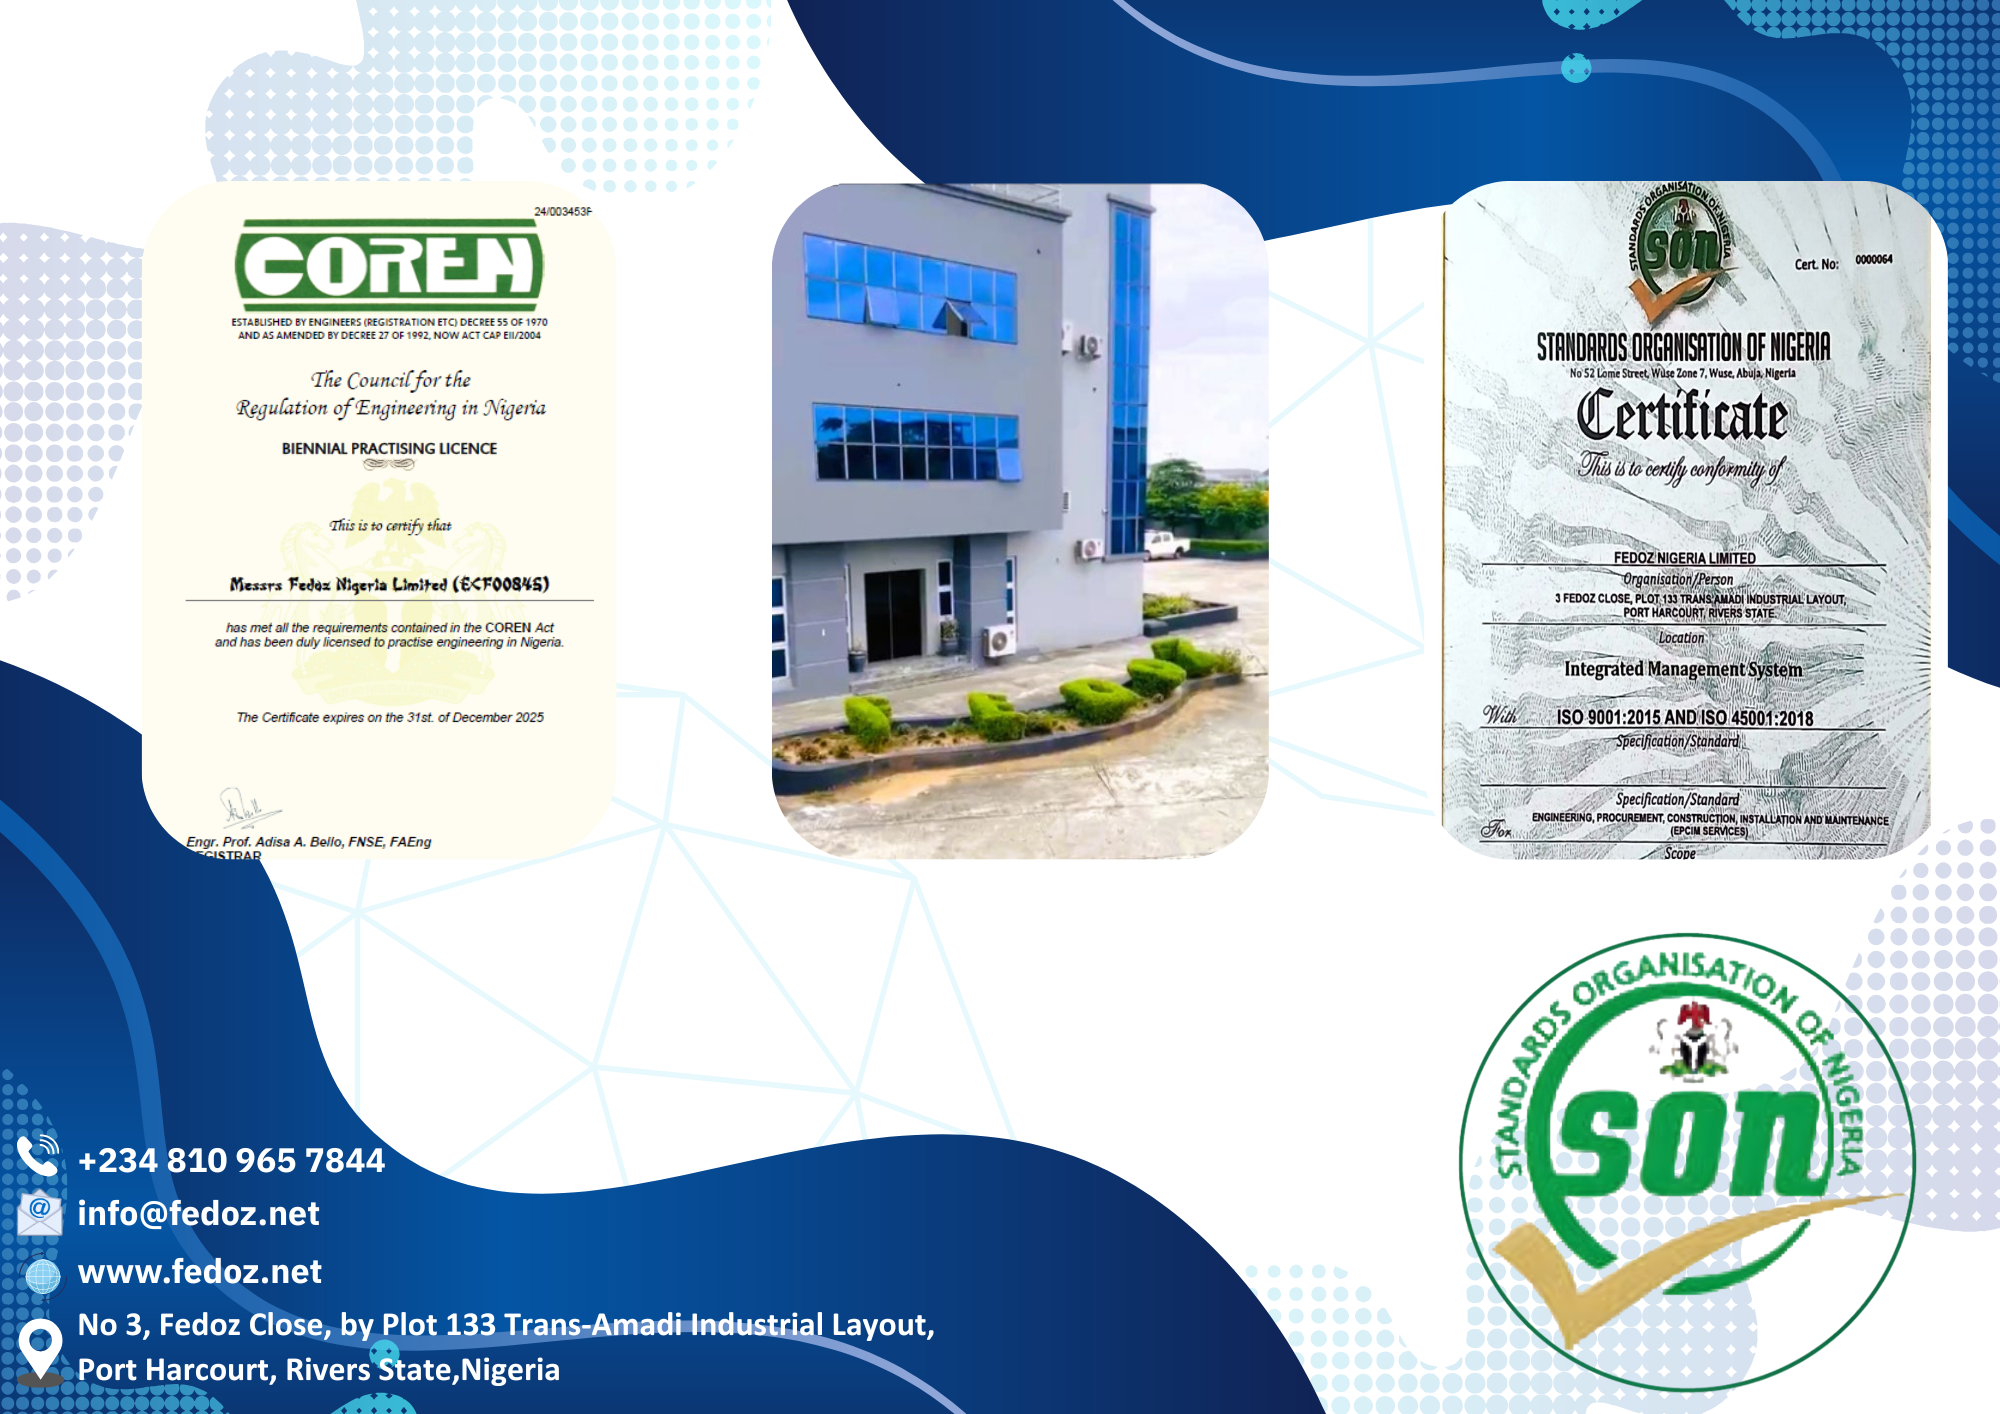 24/003453F
COREN
ESTABLISHED BY ENGINEERS (REGISTRATION ETC) DECREE 55 OF 1970
AND AS AMENDED BY DECREE 27 OF 1992, NOW ACT CAP EII/2004
The Council for the
Regulation of Engineering in Nigeria
BIENNIAL PRACTISING LICENCE
This is to certify that
Messrs Fedoz Nigeria Limited (ECF00845)
has met all the requirements contained in the COREN Act
and has been duly licensed to practise engineering in Nigeria.
The Certificate expires on the 31st. of December 2025
Engr. Prof. Adisa A. Bello, FNSE, FAEng
REGISTRAR
FEDOZ
STANDARDS ORGANISATION OF NIGERIA
SON
Cert. No: 0000064
STANDARDS ORGANISATION OF NIGERIA
No 52 Lome Street, Wuse Zone 7, Wuse, Abuja, Nigeria
Certificate
This is to certify conformity of
FEDOZ NIGERIA LIMITED
Organisation/Person
3 FEDOZ CLOSE, PLOT 133 TRANS AMADI INDUSTRIAL LAYOUT,
PORT HARCOURT, RIVERS STATE.
Location
Integrated Management System
With ISO 9001:2015 AND ISO 45001:2018
Specification/Standard
Specification/Standard
For ENGINEERING, PROCUREMENT, CONSTRUCTION, INSTALLATION AND MAINTENANCE
(EPCIM SERVICES)
Scope
STANDARDS ORGANISATION OF NIGERIA
SON
+234 810 965 7844
info@fedoz.net
www.fedoz.net
No 3, Fedoz Close, by Plot 133 Trans-Amadi Industrial Layout,
Port Harcourt, Rivers State,Nigeria